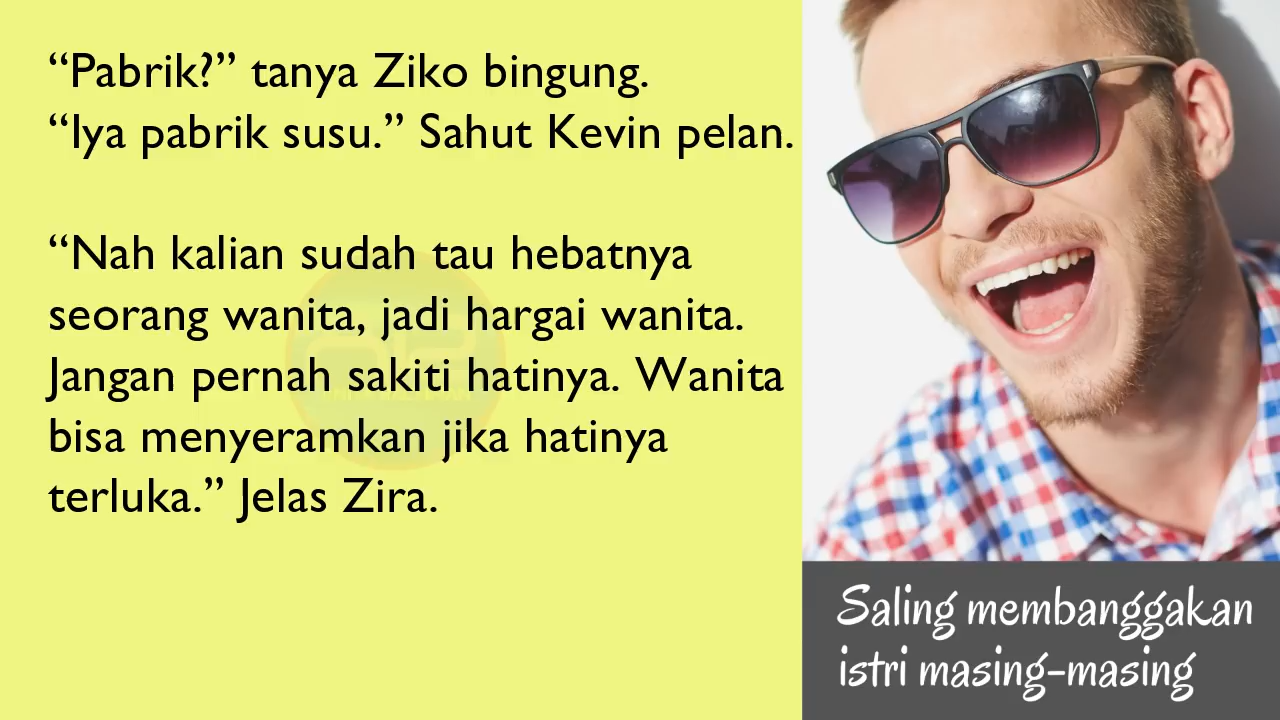 “Pabrik?” tanya Ziko bingung.
“Iya pabrik susu.” Sahut Kevin pelan.
“Nah kalian sudah tau hebatnya
seorang wanita, jadi hargai wanita.
Jangan pernah sakiti hatinya. Wanita
bisa menyeramkan jika hatinya
terluka.” Jelas Zira.
Saling membanggakan
istri masing-masing